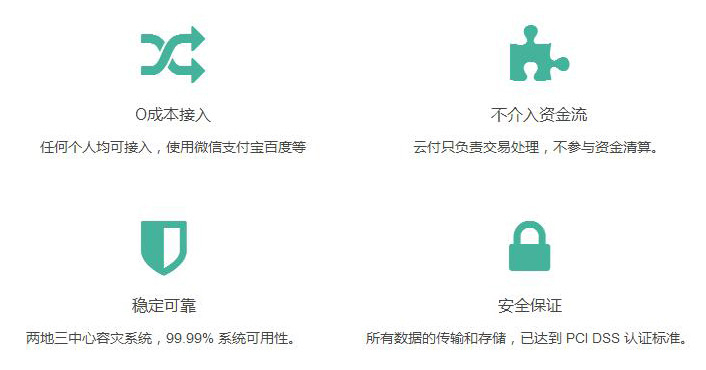 0成本接入
任何个人均可接入，使用微信支付宝百度等
不介入资金流
云付只负责交易处理，不参与资金清算。
稳定可靠
两地三中心容灾系统，99.99% 系统可用性。
安全保证
所有数据的传输和存储，已达到 PCI DSS 认证标准。